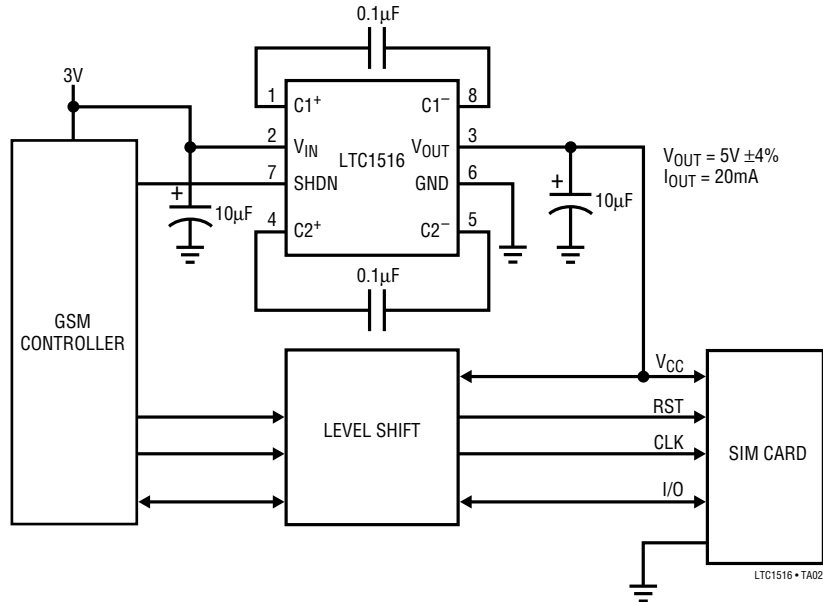 0.1µF
3V
1 C1+ C1− 8
2 VIN VOUT 3
LTC1516
7 SHDN GND 6
4 C2+ C2− 5
VOUT = 5V ±4%
IOUT = 20mA
+
10µF
+
10µF
0.1µF
GSM
CONTROLLER
LEVEL SHIFT
VCC
RST
CLK
I/O
SIM CARD
LTC1516 • TA02